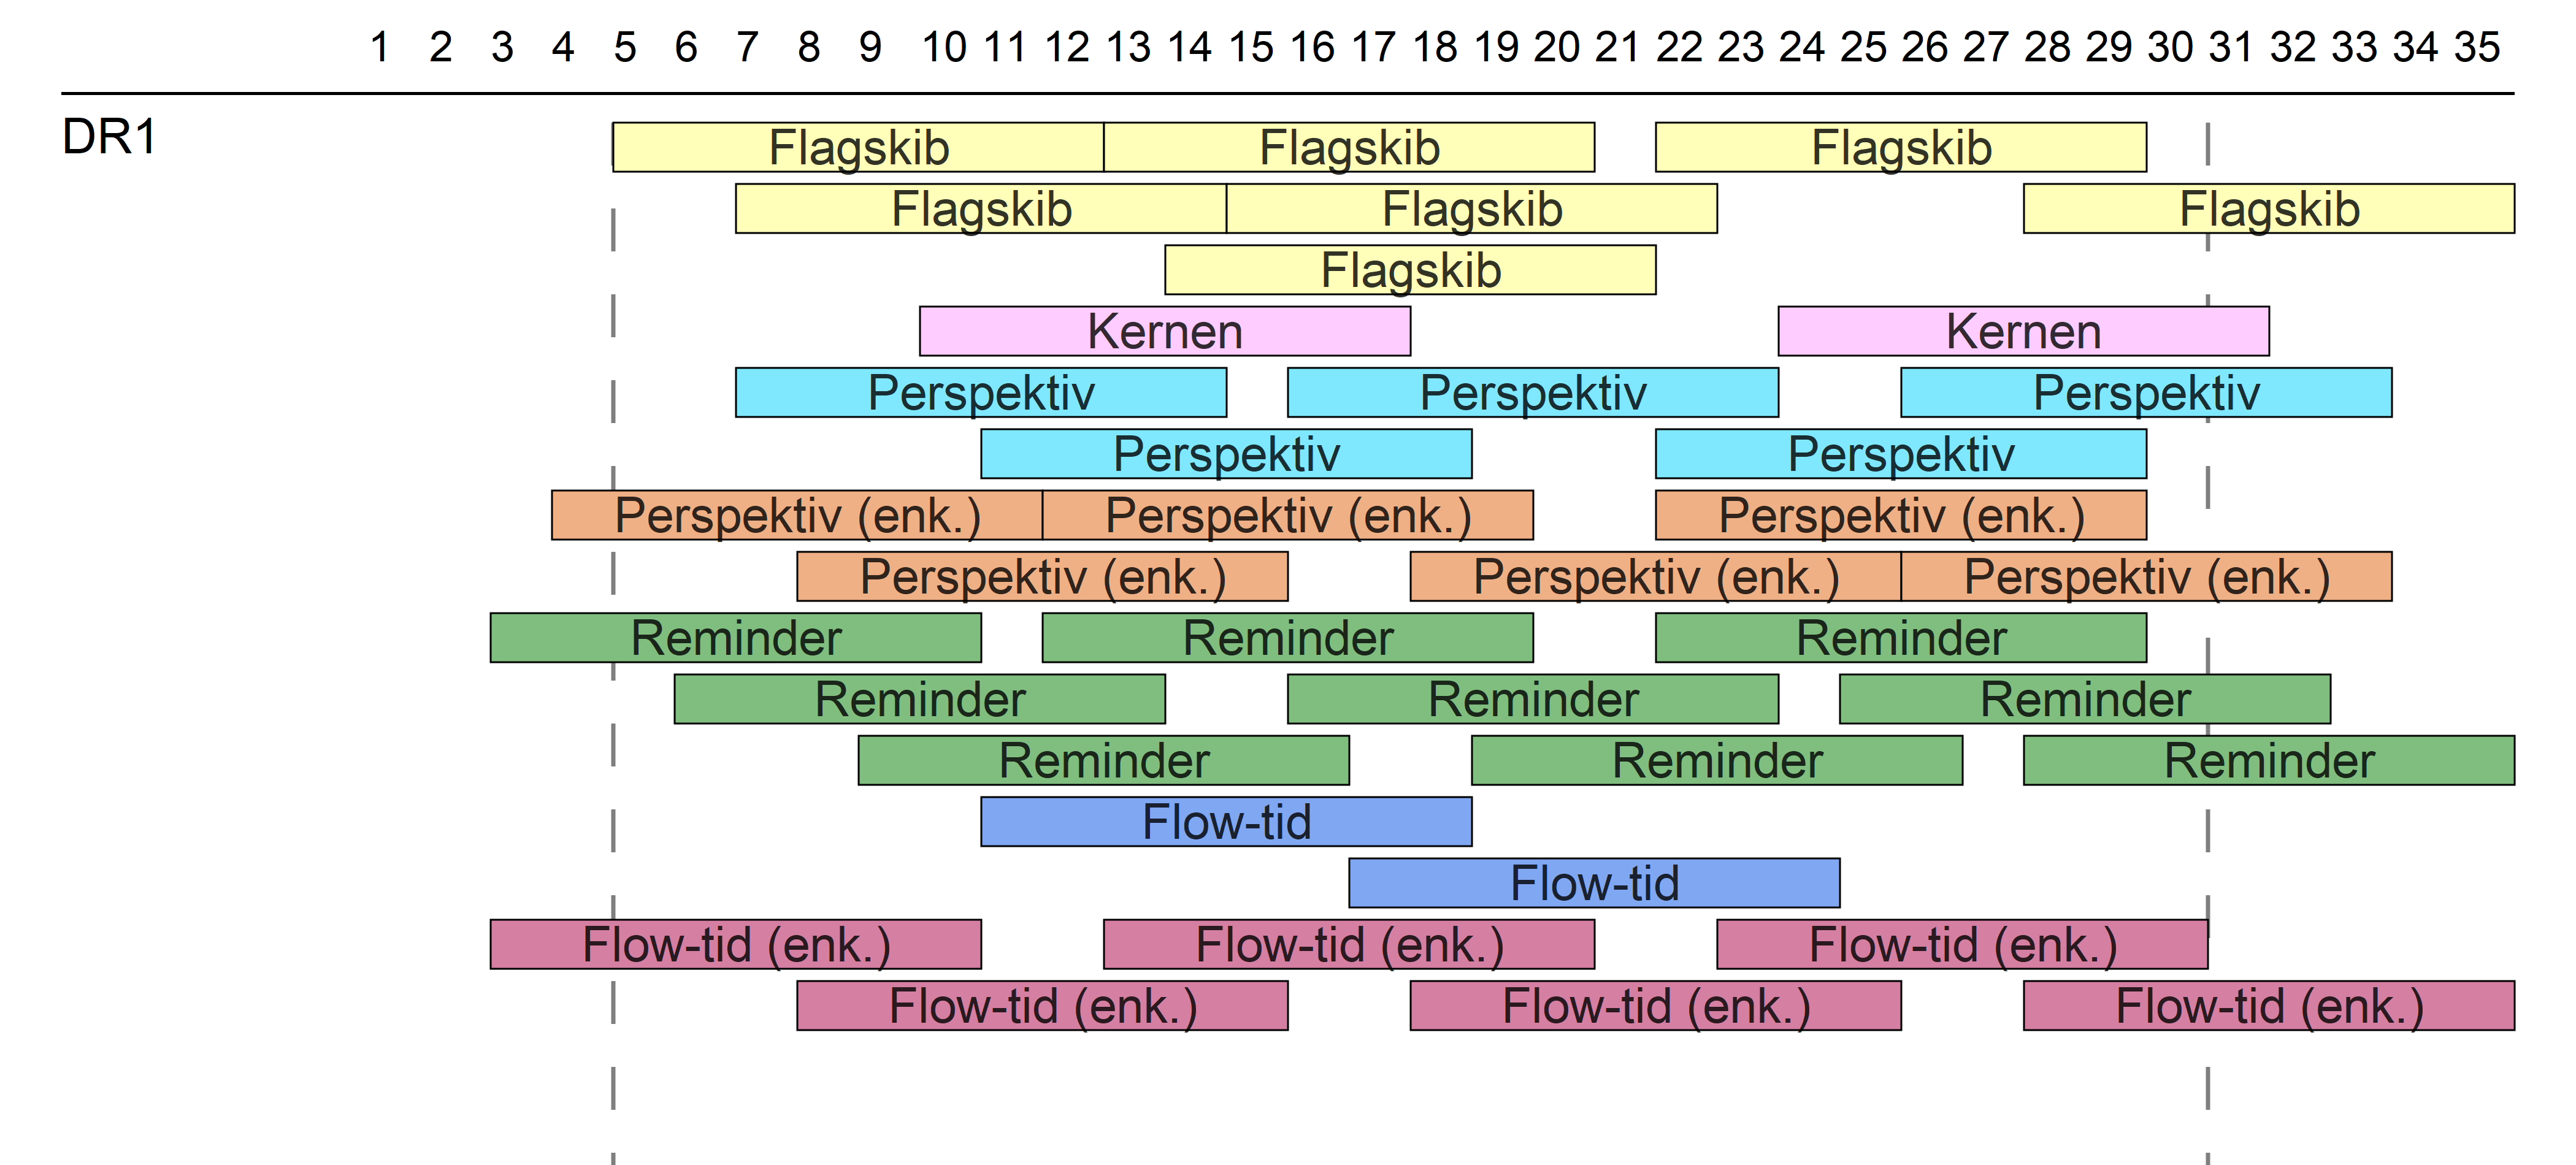 1 2 3 4 5 6 7 8 9 10 11 12 13 14 15 16 17 18 19 20 21 22 23 24 25 26 27 28 29 30 31 32 33 34 35
DR1
Flagskib Flagskib Flagskib
Flagskib Flagskib Flagskib
Flagskib
Kernen Kernen
Perspektiv Perspektiv Perspektiv
Perspektiv Perspektiv
Perspektiv (enk.) Perspektiv (enk.) Perspektiv (enk.)
Perspektiv (enk.) Perspektiv (enk.) Perspektiv (enk.)
Reminder Reminder Reminder
Reminder Reminder Reminder
Reminder Reminder Reminder
Flow-tid
Flow-tid
Flow-tid (enk.) Flow-tid (enk.) Flow-tid (enk.)
Flow-tid (enk.) Flow-tid (enk.) Flow-tid (enk.)